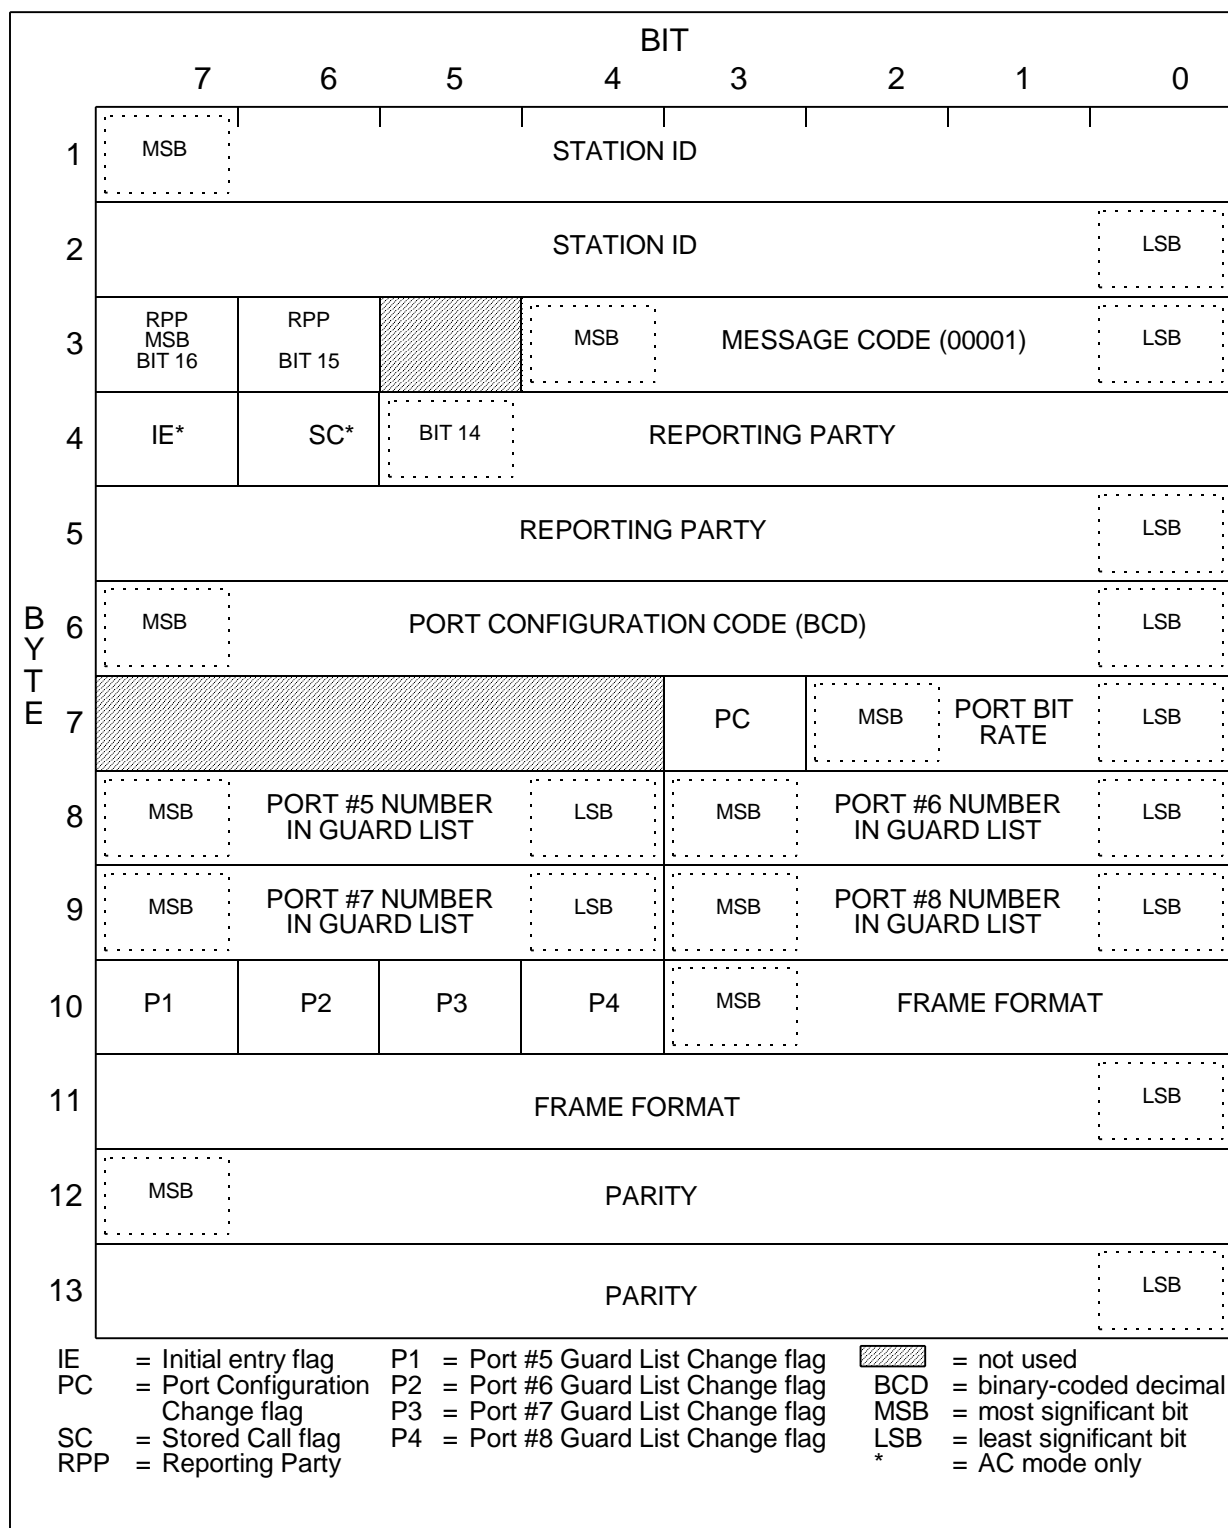 BIT
7 6 5 4 3 2 1 0
1 MSB STATION ID
2 STATION ID LSB
3 RPP MSB BIT 16 RPP BIT 15 MSB MESSAGE CODE (00001) LSB
4 IE* SC* BIT 14 REPORTING PARTY
5 REPORTING PARTY LSB
BYTE
6 MSB PORT CONFIGURATION CODE (BCD) LSB
7 PC MSB PORT BIT RATE LSB
8 MSB PORT #5 NUMBER IN GUARD LIST LSB MSB PORT #6 NUMBER IN GUARD LIST LSB
9 MSB PORT #7 NUMBER IN GUARD LIST LSB MSB PORT #8 NUMBER IN GUARD LIST LSB
10 P1 P2 P3 P4 MSB FRAME FORMAT
11 FRAME FORMAT LSB
12 MSB PARITY
13 PARITY LSB
IE = Initial entry flag
PC = Port Configuration
Change flag
SC = Stored Call flag
RPP = Reporting Party
P1 = Port #5 Guard List Change flag
P2 = Port #6 Guard List Change flag
P3 = Port #7 Guard List Change flag
P4 = Port #8 Guard List Change flag
= not used
BCD = binary-coded decimal
MSB = most significant bit
LSB = least significant bit
* = AC mode only